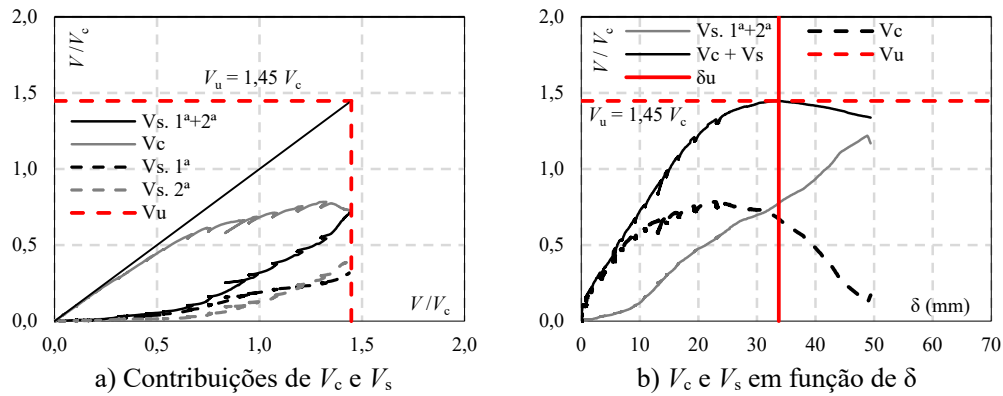 V/Vc
Vu = 1,45 Vc
2,0
1,5
1,0
0,5
0,0
Vs. 1ª+2ª
Vc
Vs. 1ª
Vs. 2ª
Vu
V/Vc
0,0 0,5 1,0 1,5 2,0
a) Contribuições de Vc e Vs
V/Vc
2,0
1,5
1,0
0,5
0,0
Vs. 1ª+2ª
Vc
Vc + Vs
Vu
δu
Vu = 1,45 Vc
δ (mm)
0 10 20 30 40 50 60 70
b) Vc e Vs em função de δ